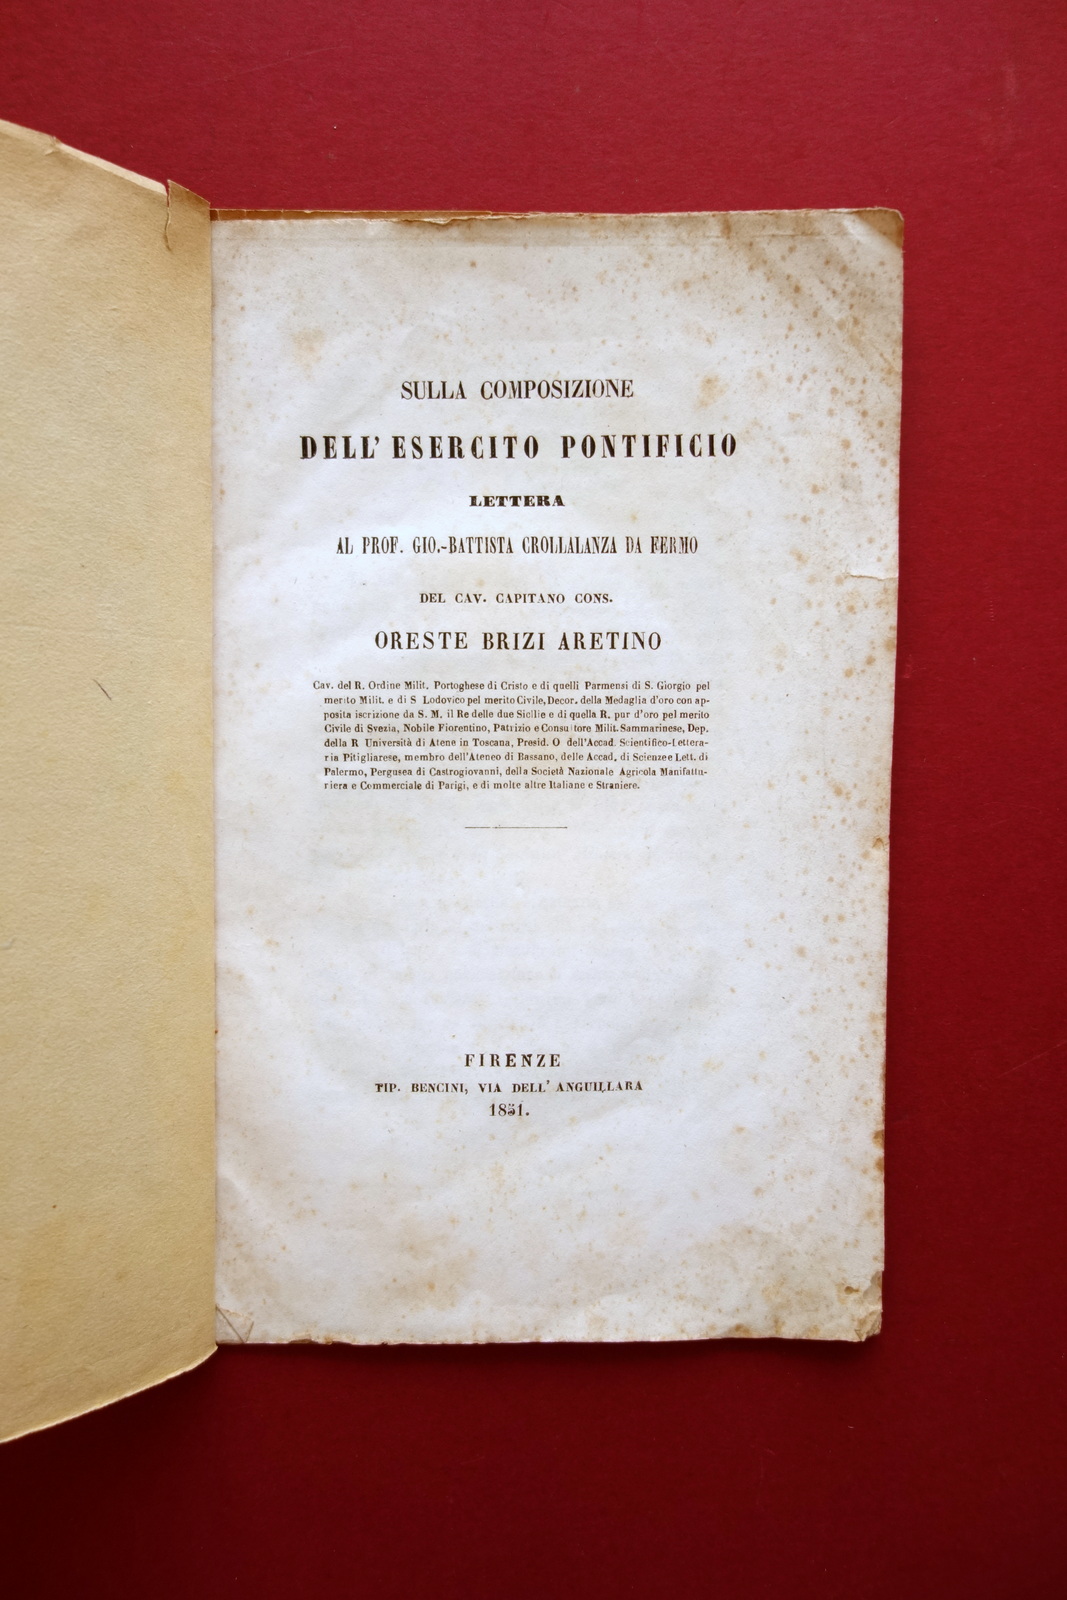 SULLA COMPOSIZIONE
DELL' ESERCITO PONTIFICIO
LETTERA
AL PROF. GIO.-BATTISTA CROLLALANZA DA FERMO
DEL CAV. CAPITANO CONS.
ORESTE BRIZI ARETINO
Cav. del R. Ordine Milit. Portoghese di Cristo e di quelli Parmensi di S. Giorgio pel
merito Milit. e di S Lodovico pel merito Civile, Decor. della Medaglia d'oro con ap-
posita iscrizione da S. M. il Re delle due Sicilie e di quella R. pur d'oro pel merito
Civile di Svezia, Nobile Fiorentino, Patrizio e Consultore Milit. Sammarinese, Dep.
della R Università di Atene in Toscana, Presid. O dell'Accad. Scientifico-Lettera-
ria Pitigliarese, membro dell'Ateneo di Bassano, delle Accad. di Scienze e Lett. di
Palermo, Pergusea di Castrogiovanni, della Società Nazionale Agricola Manifattu-
riera e Commerciale di Parigi, e di molte altre Italiane e Straniere.
FIRENZE
TIP. BENCINI, VIA DELL' ANGUILLARA
1851.